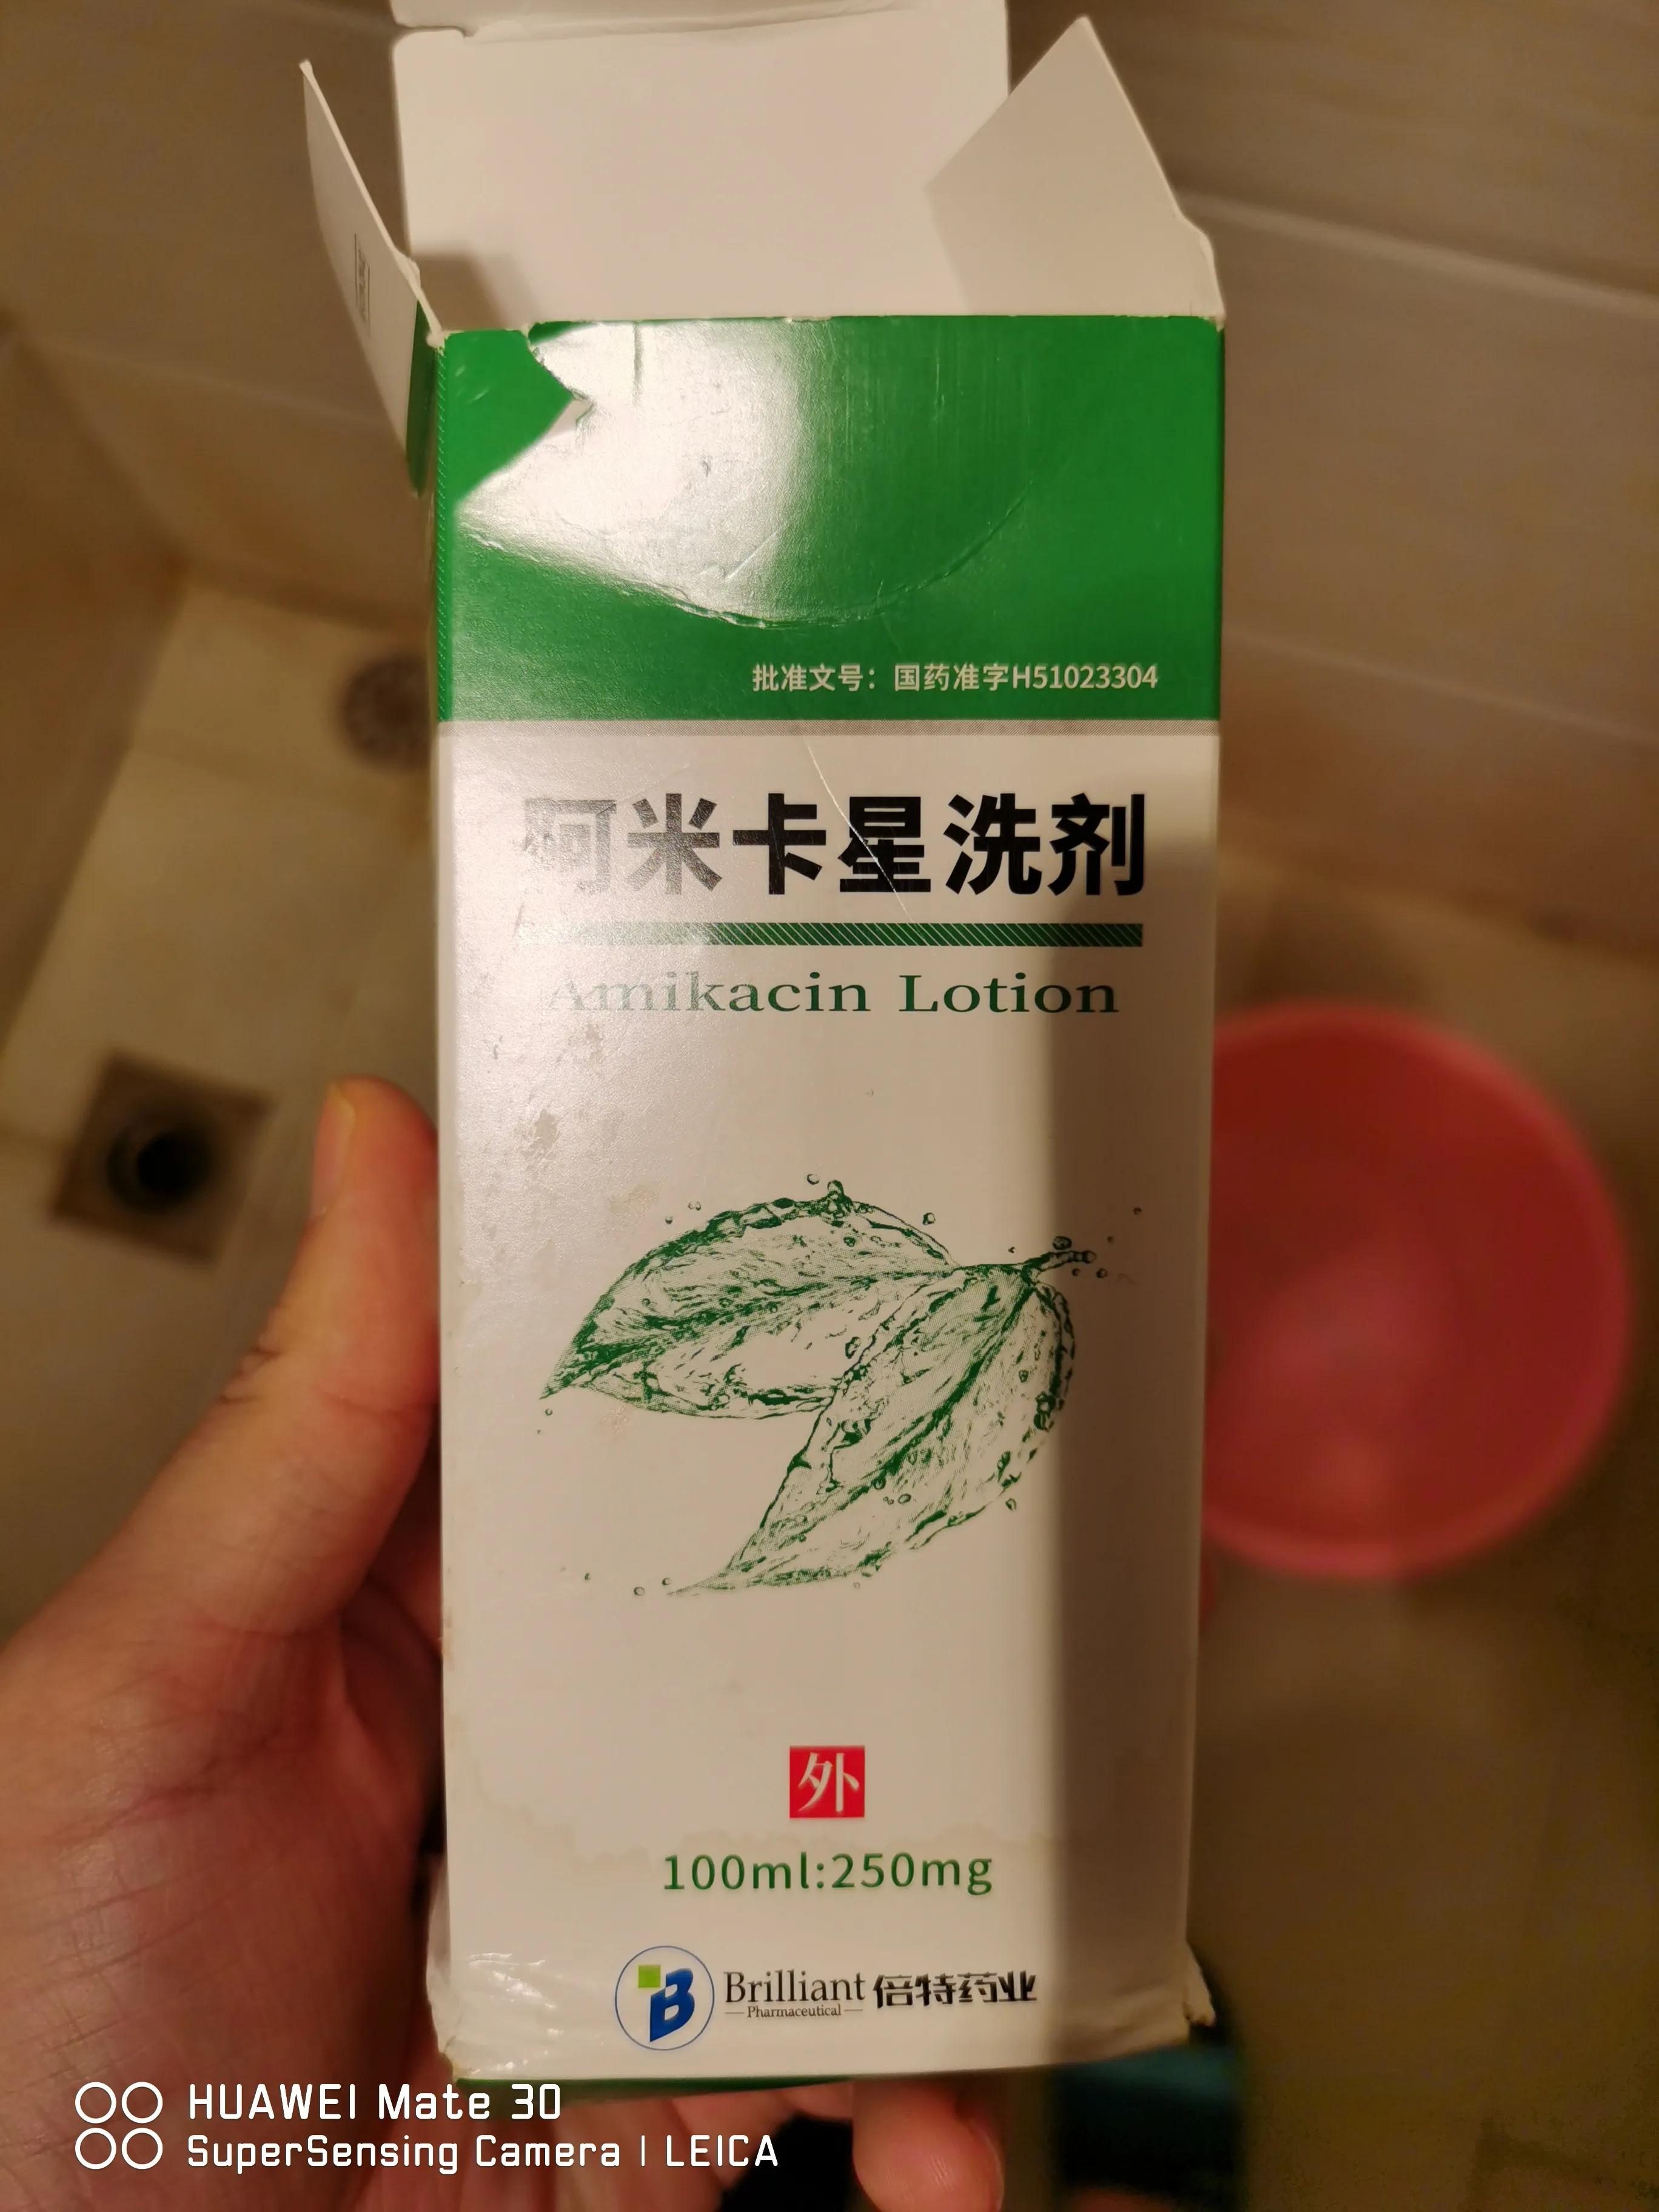 批准文号：国药准字H51023304
阿米卡星洗剂
Amikacin Lotion
外
100ml:250mg
Brilliant 倍特药业
Pharmaceutical
HUAWEI Mate 30
SuperSensing Camera | LEICA